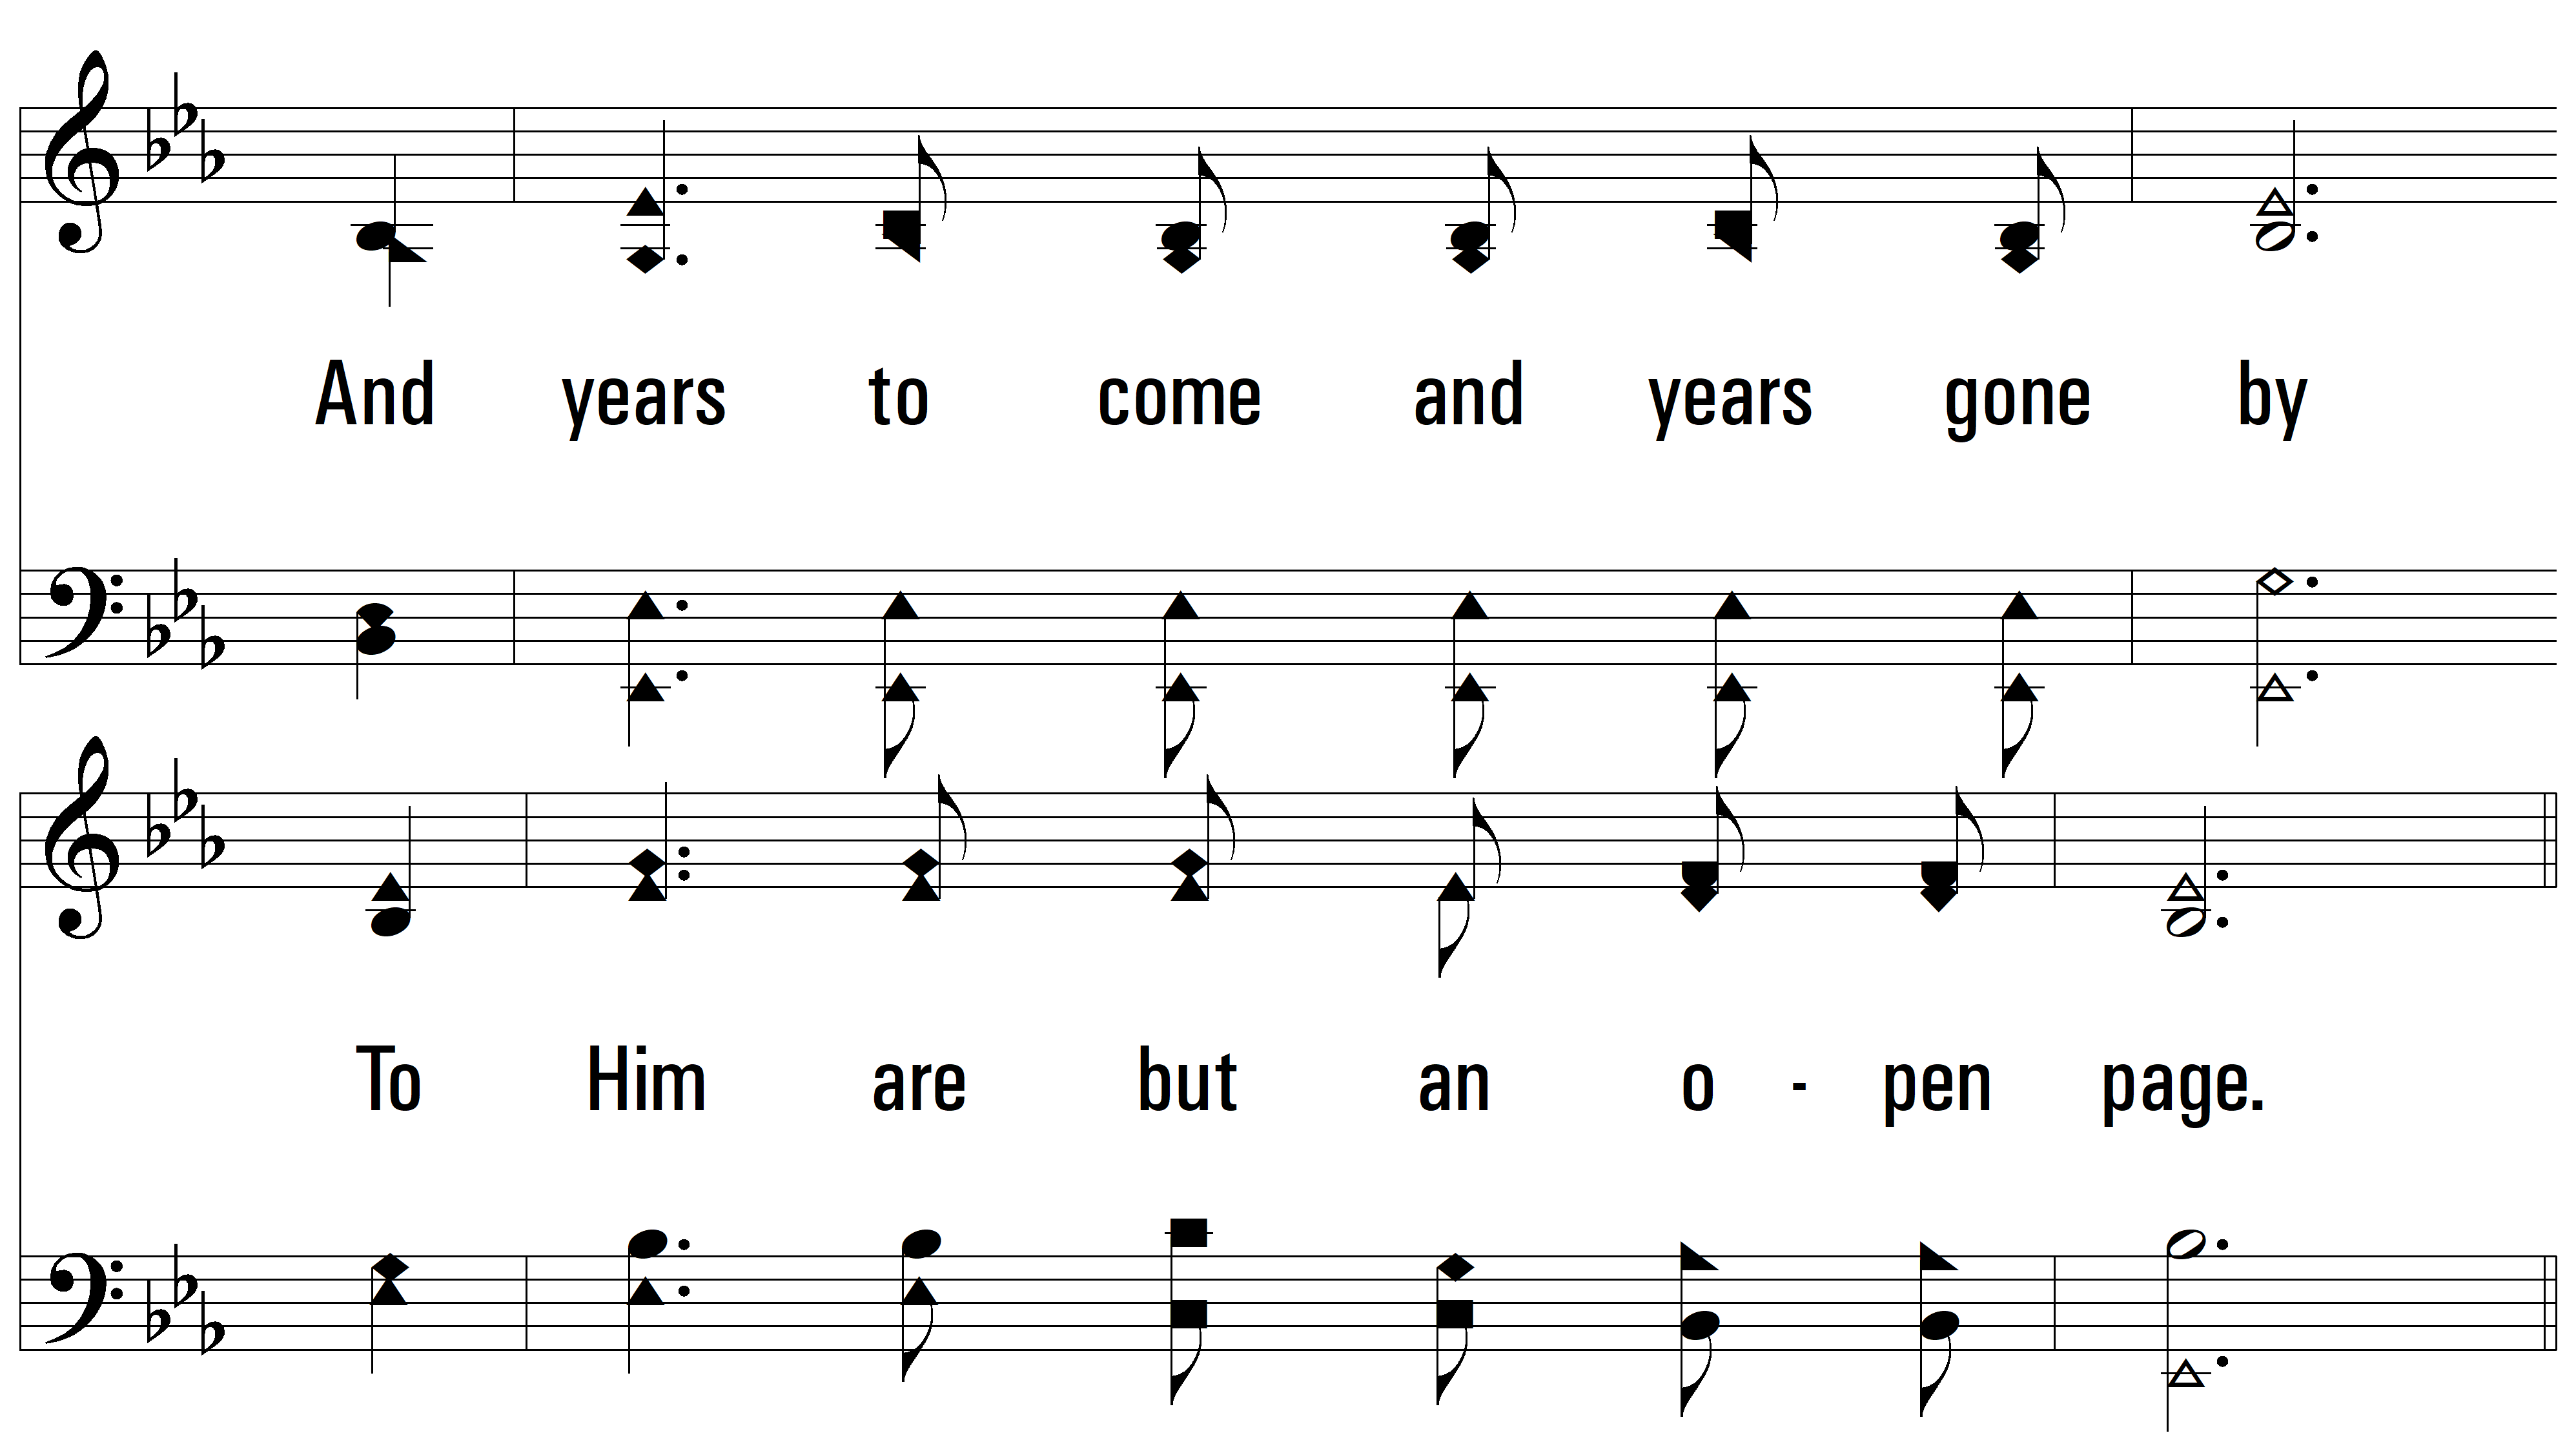 And years to come and years gone by
To Him are but an o - pen page.